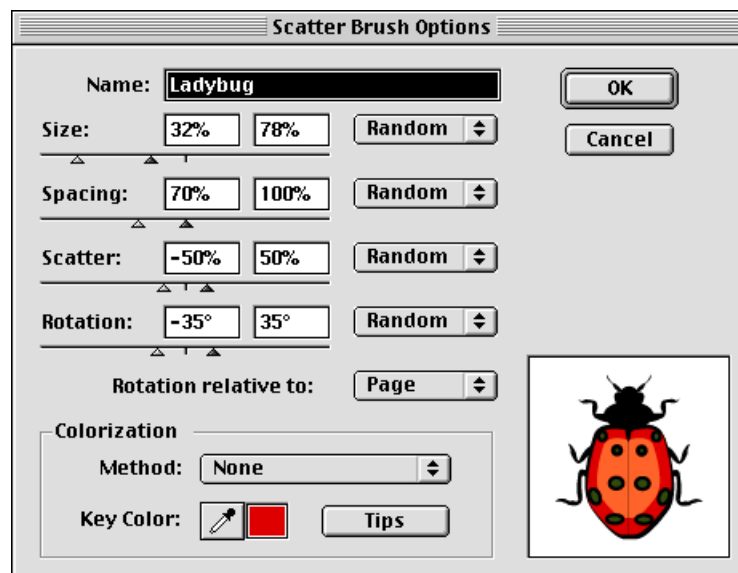 Scatter Brush Options
Name: Ladybug
OK
Size: 32% 78% Random
Cancel
Spacing: 70% 100% Random
Scatter: -50% 50% Random
Rotation: -35° 35° Random
Rotation relative to: Page
Colorization
Method: None
Key Color: Tips